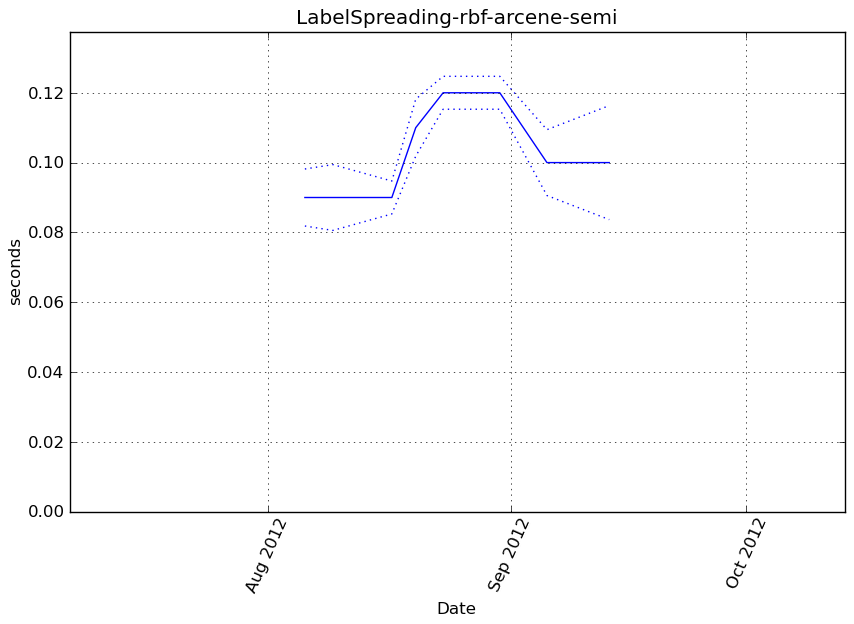 LabelSpreading-rbf-arcene-semi
0.12
0.10
0.08
0.06
0.04
0.02
0.00
seconds
Aug 2012
Sep 2012
Oct 2012
Date